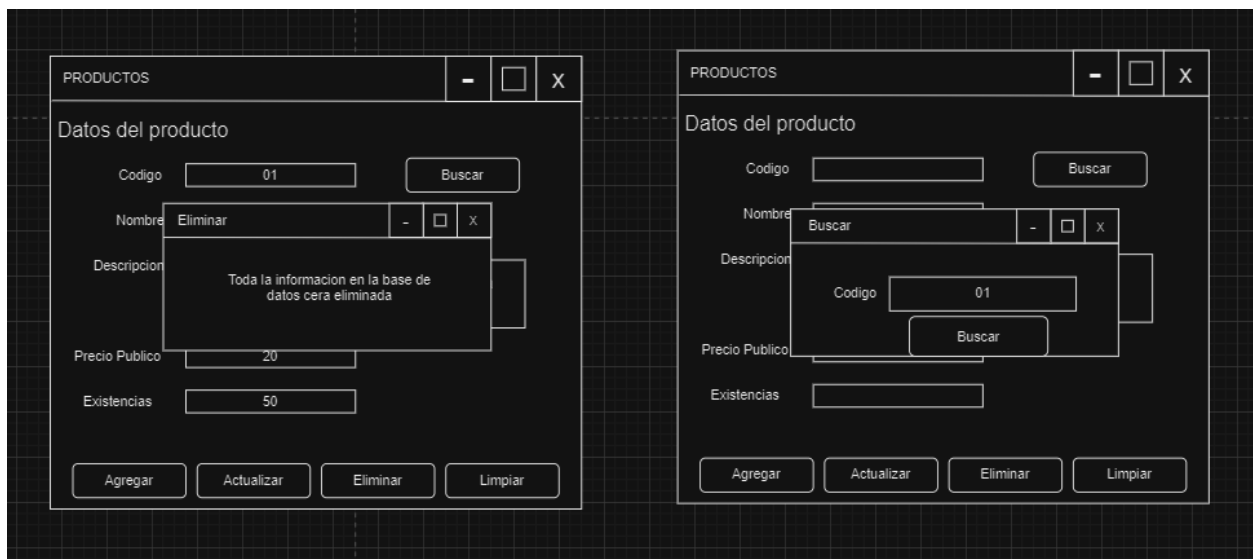 PRODUCTOS - X
Datos del producto
Codigo 01 Buscar
Nombre
Eliminar - x
Descripcion
Toda la informacion en la base de
datos cera eliminada
Precio Publico 20
Existencias 50
Agregar Actualizar Eliminar Limpiar
PRODUCTOS - X
Datos del producto
Codigo Buscar
Nombre
Buscar - x
Descripcion
Codigo 01
Buscar
Precio Publico
Existencias
Agregar Actualizar Eliminar Limpiar